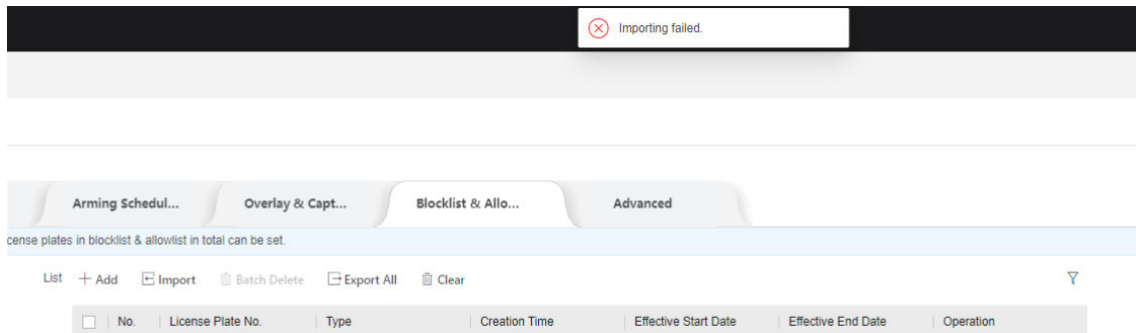 Importing failed.
Arming Schedul... Overlay & Capt... Blocklist & Allo... Advanced
cense plates in blocklist & allowlist in total can be set.
List Add Import Batch Delete Export All Clear
No. License Plate No. Type Creation Time Effective Start Date Effective End Date Operation